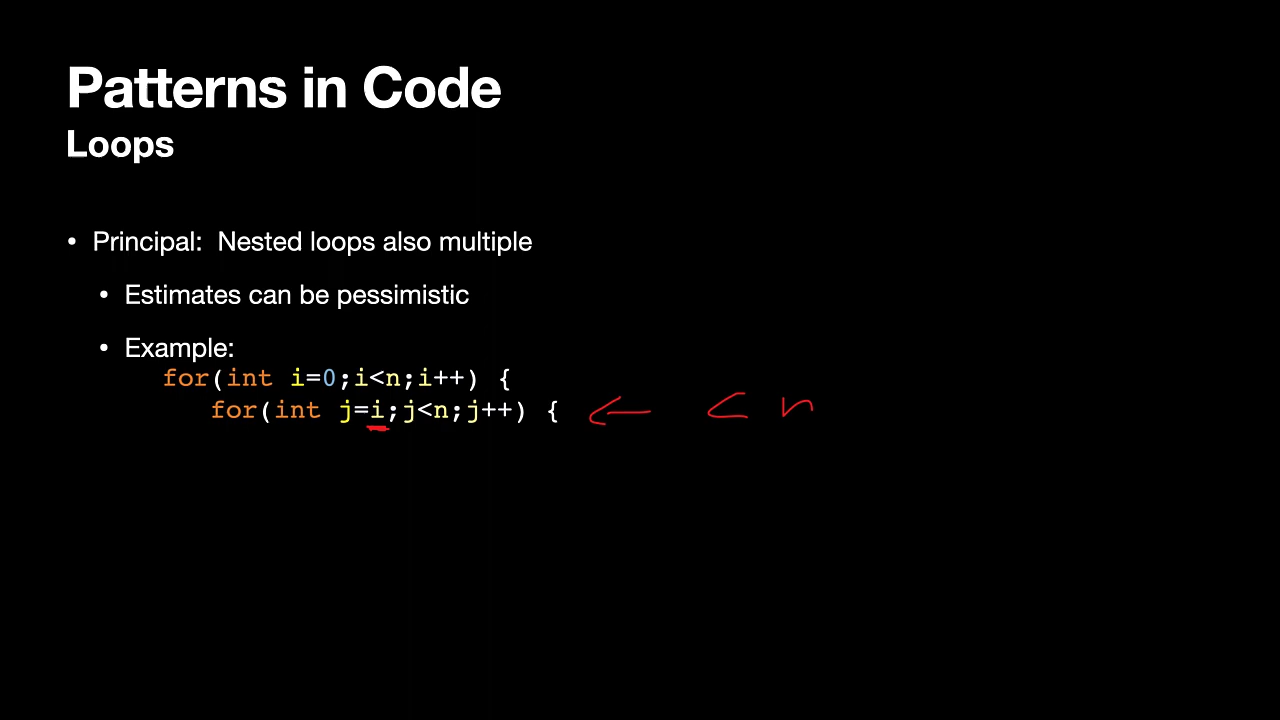 Patterns in Code
Loops
• Principal:  Nested loops also multiple
• Estimates can be pessimistic
• Example:
for(int i=0;i<n;i++) {
for(int j=i;j<n;j++) { ← < n